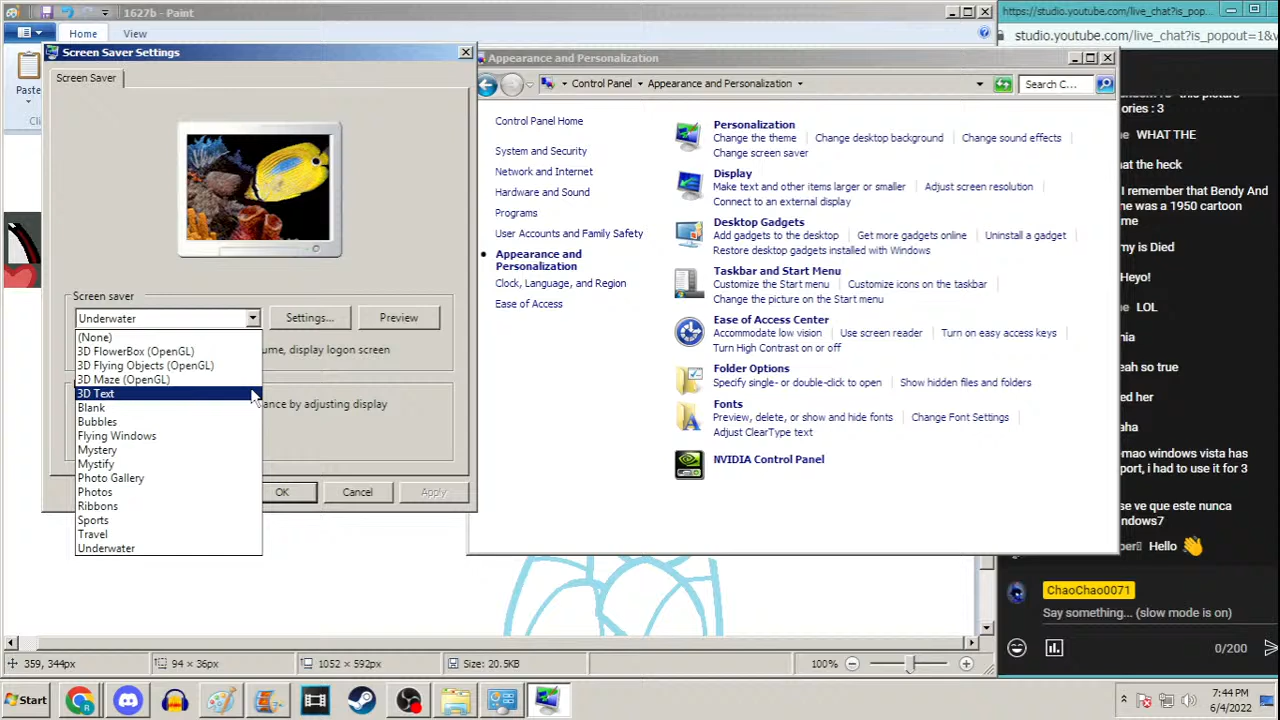 1627b - Paint
Home
View
Paste
Screen Saver Settings
Screen Saver
Screen saver
Underwater
Settings...
Preview
(None)
3D FlowerBox (OpenGL)
3D Flying Objects (OpenGL)
3D Maze (OpenGL)
3D Text
Blank
Bubbles
Flying Windows
Mystery
Mystify
Photo Gallery
Photos
Ribbons
Sports
Travel
Underwater
display logon screen
by adjusting display
OK
Cancel
Apply
Appearance and Personalization
Control Panel
Appearance and Personalization
Search C...
Control Panel Home
System and Security
Network and Internet
Hardware and Sound
Programs
User Accounts and Family Safety
Appearance and
Personalization
Clock, Language, and Region
Ease of Access
Personalization
Change the theme
Change desktop background
Change sound effects
Change screen saver
Display
Make text and other items larger or smaller
Adjust screen resolution
Connect to an external display
Desktop Gadgets
Add gadgets to the desktop
Get more gadgets online
Uninstall a gadget
Restore desktop gadgets installed with Windows
Taskbar and Start Menu
Customize the Start menu
Customize icons on the taskbar
Change the picture on the Start menu
Ease of Access Center
Accommodate low vision
Use screen reader
Turn on easy access keys
Turn High Contrast on or off
Folder Options
Specify single- or double-click to open
Show hidden files and folders
Fonts
Preview, delete, or show and hide fonts
Change Font Settings
Adjust ClearType text
NVIDIA Control Panel
https://studio.youtube.com/live_chat?is_pop...
studio.youtube.com/live_chat?is_popout=1&v
this picture
ories : 3
WHAT THE
at the heck
I remember that Bendy And
ne was a 1950 cartoon
my is Died
Heyo!
LOL
nia
eah so true
ed her
aha
mao windows vista has
port, i had to use it for 3
se ve que este nunca
ndows7
Hello 👋
ChaoChao0071
Say something... (slow mode is on)
0/200
359, 344px
94 × 36px
1052 × 592px
Size: 20.5KB
100%
Start
7:44 PM
6/4/2022